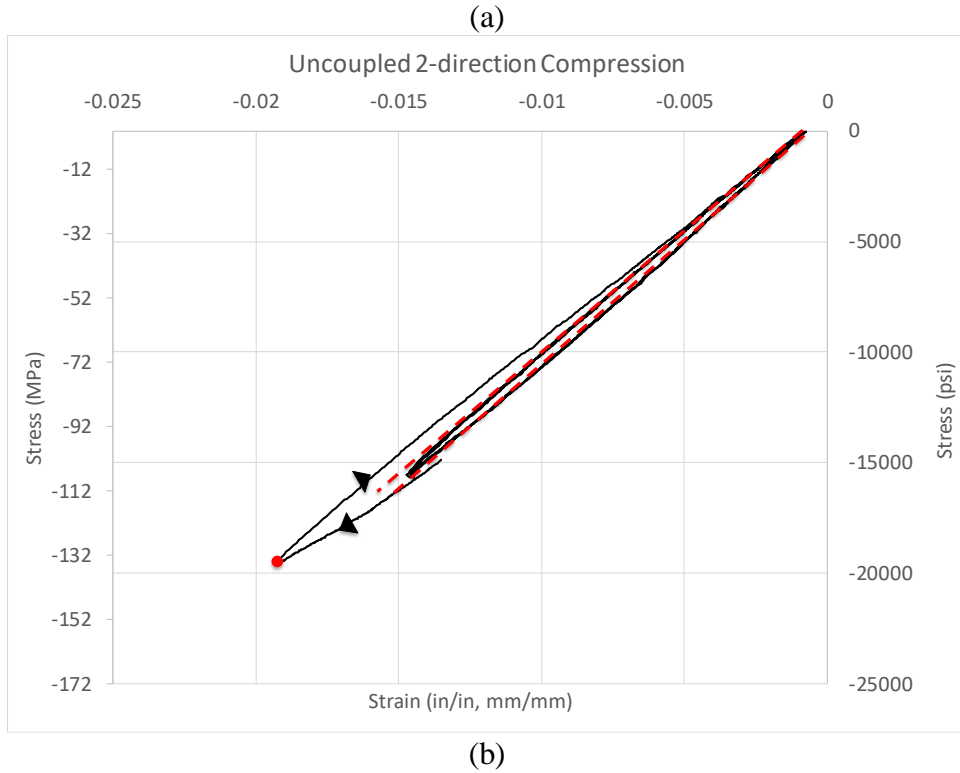 (a)
Uncoupled 2-direction Compression
-0.025 -0.02 -0.015 -0.01 -0.005 0
0
-12
-32
-5000
-52
-72
-10000
-92
-15000
-112
-132
-20000
-152
-172
-25000
Stress (MPa)
Stress (psi)
Strain (in/in, mm/mm)
(b)